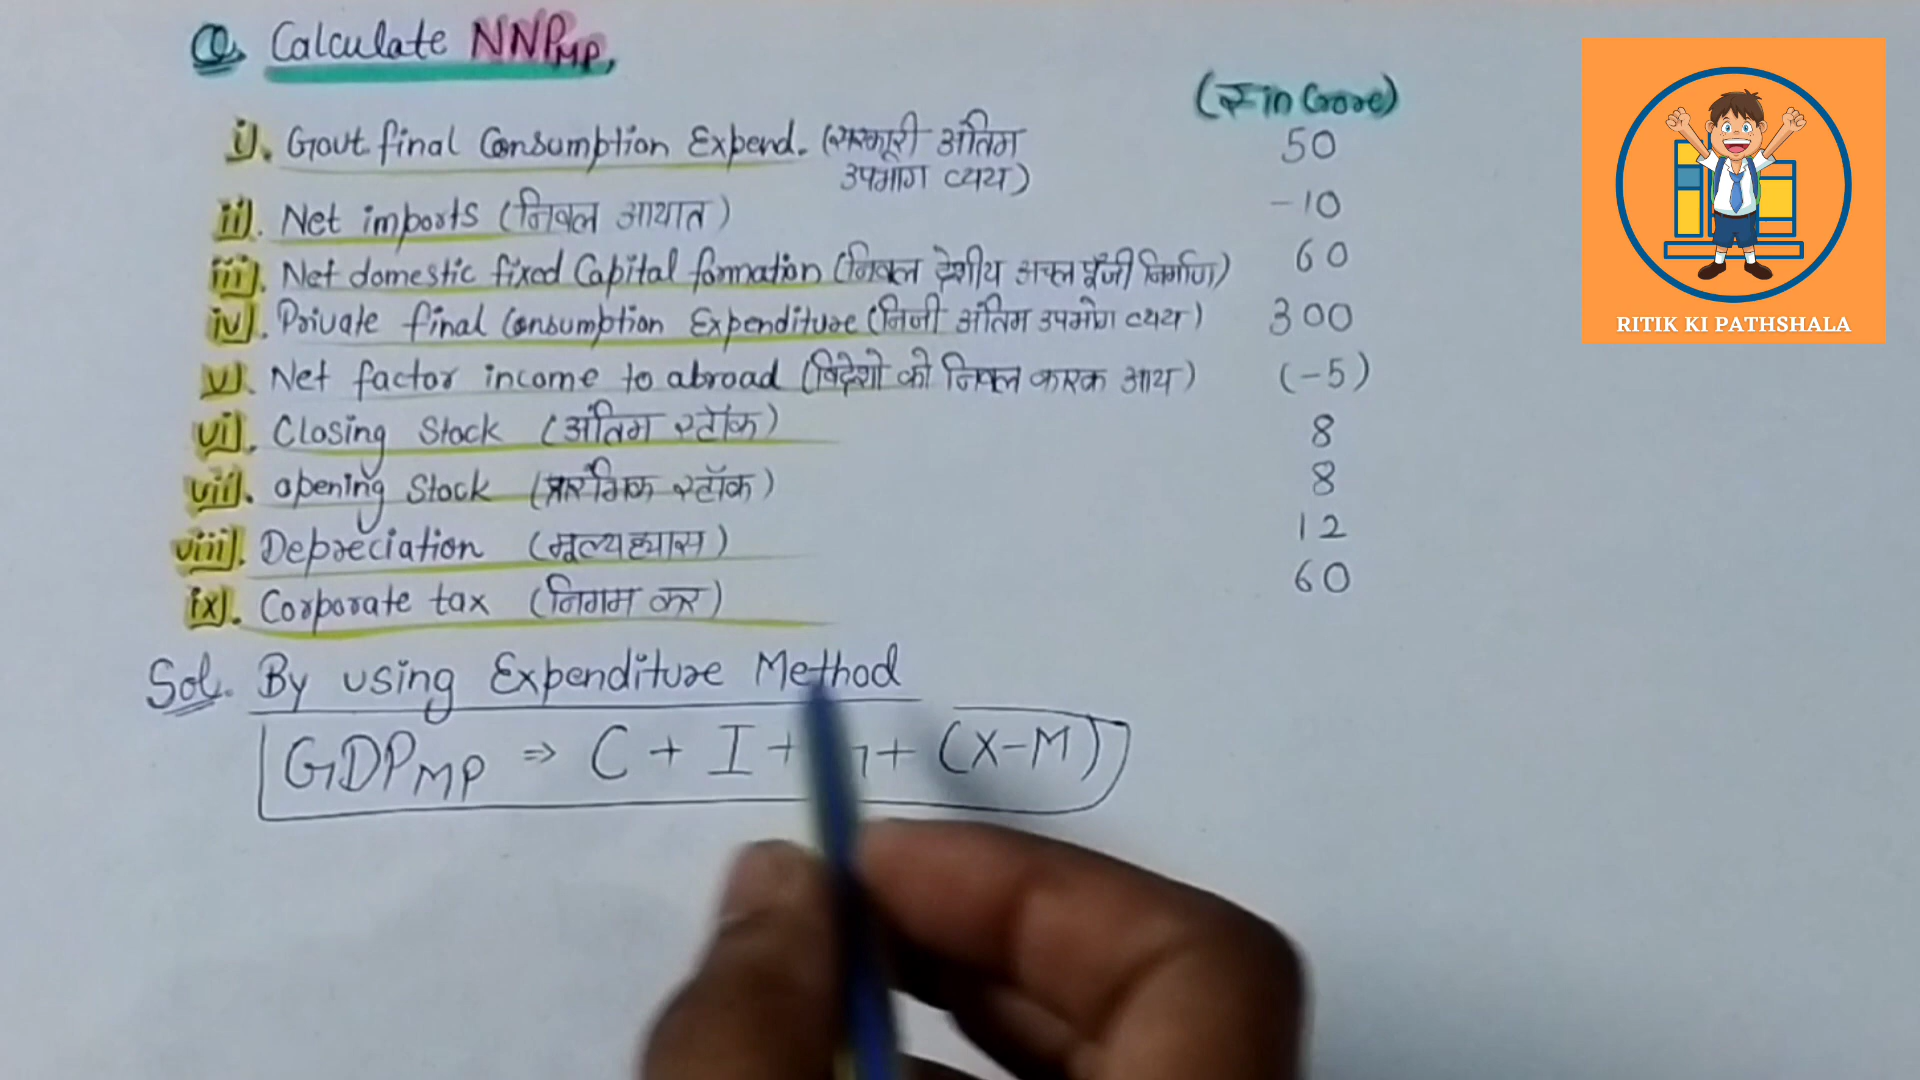 Q. Calculate NNPMP,
(₹ in Crore)
i). Govt. final Consumption Expend. (सरकारी अंतिम उपभोग व्यय) 50
ii). Net imports (निवल आयात) -10
iii). Net domestic fixed Capital formation (निवल देशीय अचल पूँजी निर्माण) 60
iv). Private final Consumption Expenditure (निजी अंतिम उपभोग व्यय) 300
v). Net factor income to abroad (विदेशो को निवल कारक आय) (-5)
vi). Closing Stock (अंतिम स्टॉक) 8
vii). opening Stock (प्रारंभिक स्टॉक) 8
viii). Depreciation (मूल्यह्रास) 12
ix). Corporate tax (निगम कर) 60
Sol. By using Expenditure Method
GDPMP ⇒ C + I + + (X-M)
RITIK KI PATHSHALA